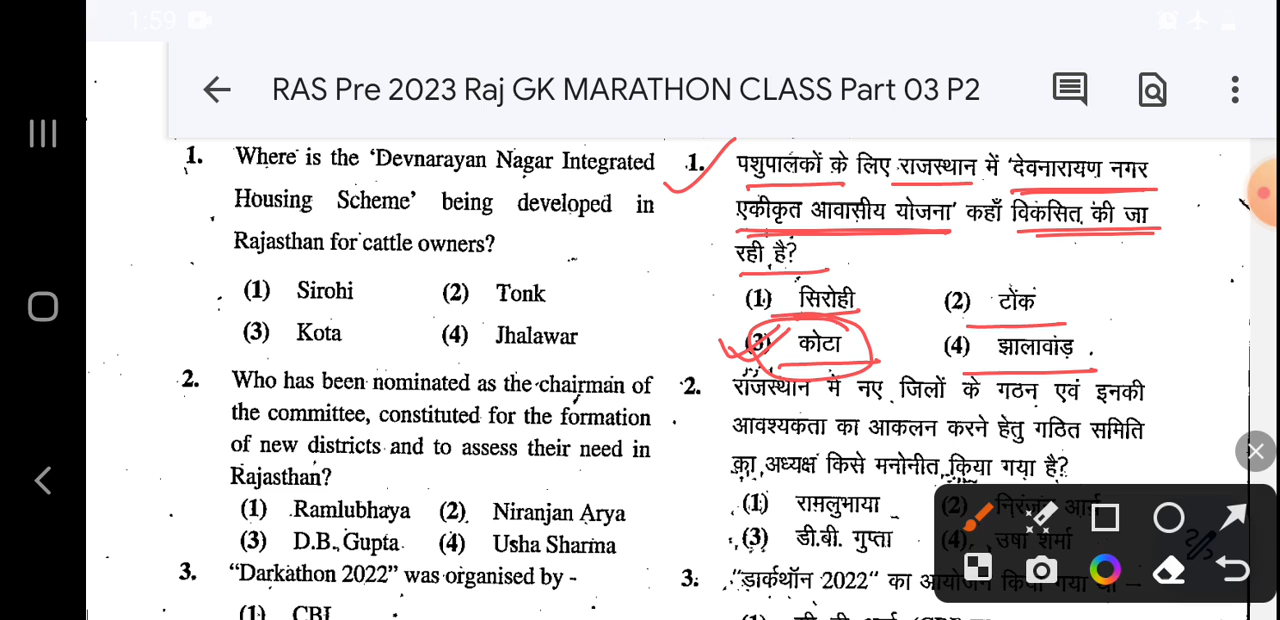 1:59
RAS Pre 2023 Raj GK MARATHON CLASS Part 03 P2
1. Where is the ‘Devnarayan Nagar Integrated
Housing Scheme’ being developed in
Rajasthan for cattle owners?
(1) Sirohi (2) Tonk
(3) Kota (4) Jhalawar
2. Who has been nominated as the chairman of
the committee, constituted for the formation
of new districts and to assess their need in
Rajasthan?
(1) Ramlubhaya (2) Niranjan Arya
(3) D.B. Gupta (4) Usha Sharma
3. “Darkathon 2022” was organised by -
(1) CBI
1. पशुपालकों के लिए राजस्थान में ‘देवनारायण नगर
एकीकृत आवासीय योजना’ कहाँ विकसित की जा
रही है?
(1) सिरोही (2) टोंक
(3) कोटा (4) झालावाड़
2. राजस्थान में नए जिलों के गठन एवं इनकी
आवश्यकता का आकलन करने हेतु गठित समिति
का अध्यक्ष किसे मनोनीत किया गया है?
(1) रामलुभाया (2) निरंजन आर्य
(3) डी.बी. गुप्ता (4) उषा शर्मा
3. “डार्कथॉन 2022” का आयोजन किया गया था –